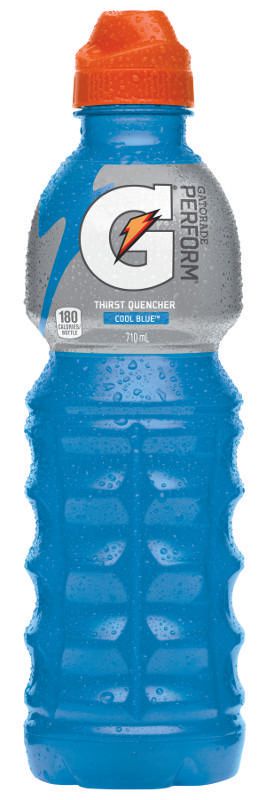 G
GATORADE
PERFORM
THIRST QUENCHER
COOL BLUE™
710 mL
180
CALORIES/
BOTTLE